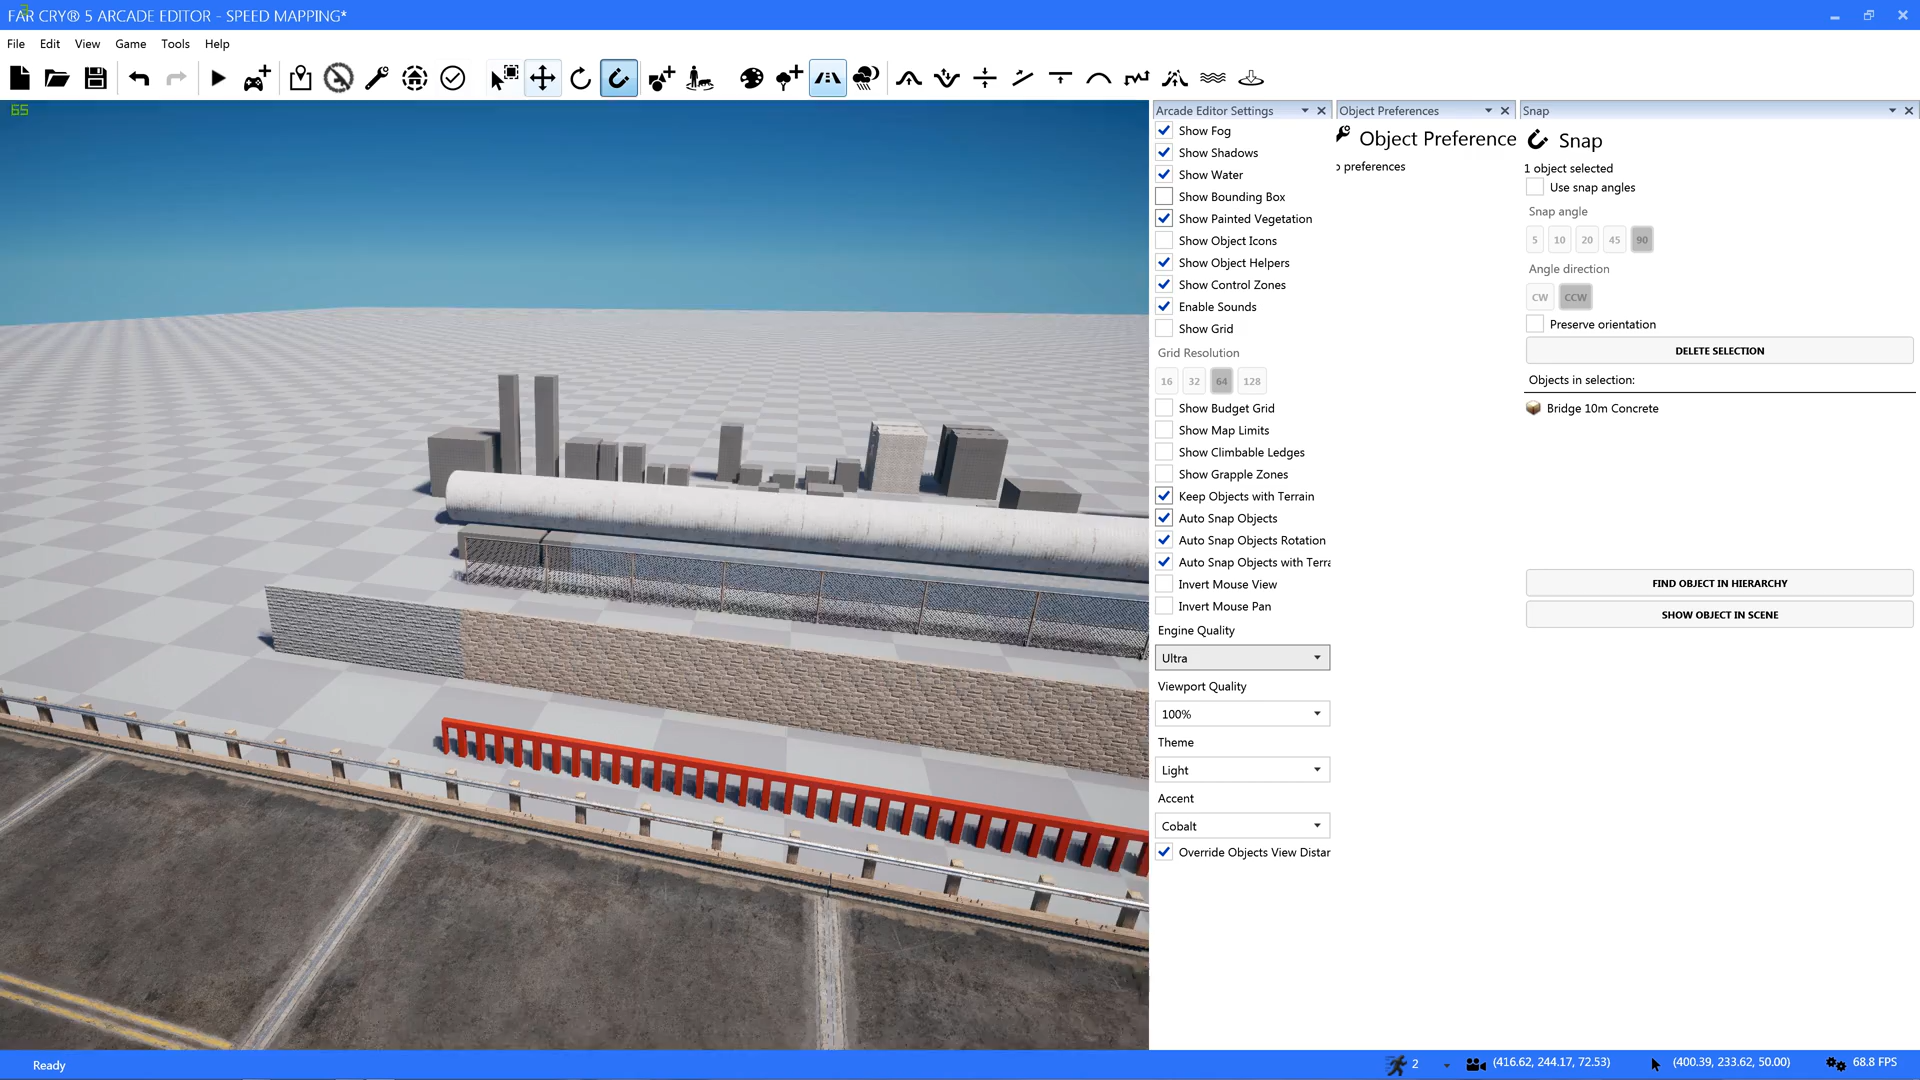 FAR CRY® 5 ARCADE EDITOR - SPEED MAPPING*
File Edit View Game Tools Help
65
Arcade Editor Settings
Show Fog
Show Shadows
Show Water
Show Bounding Box
Show Painted Vegetation
Show Object Icons
Show Object Helpers
Show Control Zones
Enable Sounds
Show Grid
Grid Resolution
16 32 64 128
Show Budget Grid
Show Map Limits
Show Climbable Ledges
Show Grapple Zones
Keep Objects with Terrain
Auto Snap Objects
Auto Snap Objects Rotation
Auto Snap Objects with Terra
Invert Mouse View
Invert Mouse Pan
Engine Quality
Ultra
Viewport Quality
100%
Theme
Light
Accent
Cobalt
Override Objects View Distan
Object Preferences
Object Preference
o preferences
Snap
Snap
1 object selected
Use snap angles
Snap angle
5 10 20 45 90
Angle direction
CW CCW
Preserve orientation
DELETE SELECTION
Objects in selection:
Bridge 10m Concrete
FIND OBJECT IN HIERARCHY
SHOW OBJECT IN SCENE
Ready
2 (416.62, 244.17, 72.53) (400.39, 233.62, 50.00) 68.8 FPS